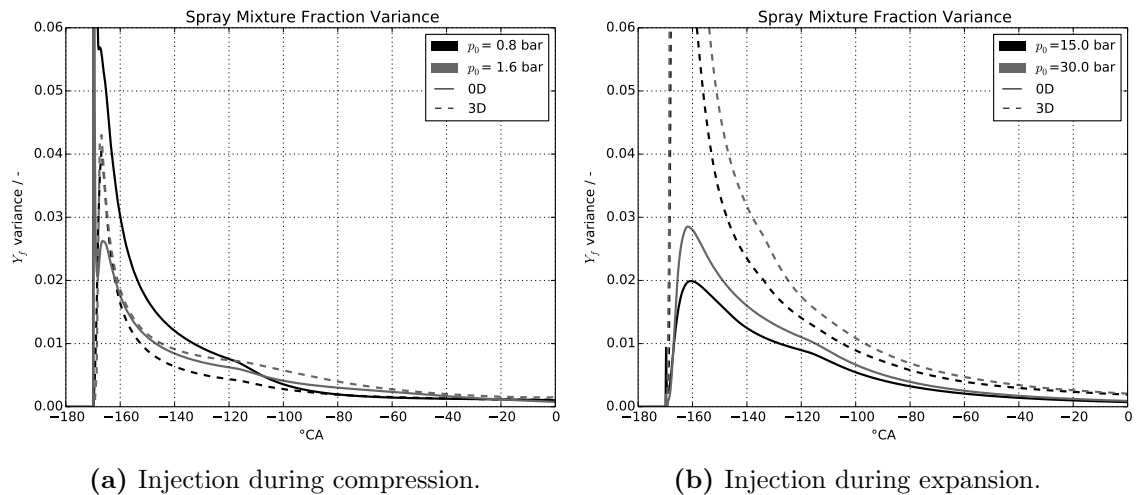 Spray Mixture Fraction Variance
0.06
0.05
0.04
0.03
0.02
0.01
0.00
Y_f variance / -
p_0 = 0.8 bar
p_0 = 1.6 bar
0D
3D
−180 −160 −140 −120 −100 −80 −60 −40 −20 0
°CA
(a) Injection during compression.
Spray Mixture Fraction Variance
0.06
0.05
0.04
0.03
0.02
0.01
0.00
Y_f variance / -
p_0 =15.0 bar
p_0 =30.0 bar
0D
3D
−180 −160 −140 −120 −100 −80 −60 −40 −20 0
°CA
(b) Injection during expansion.